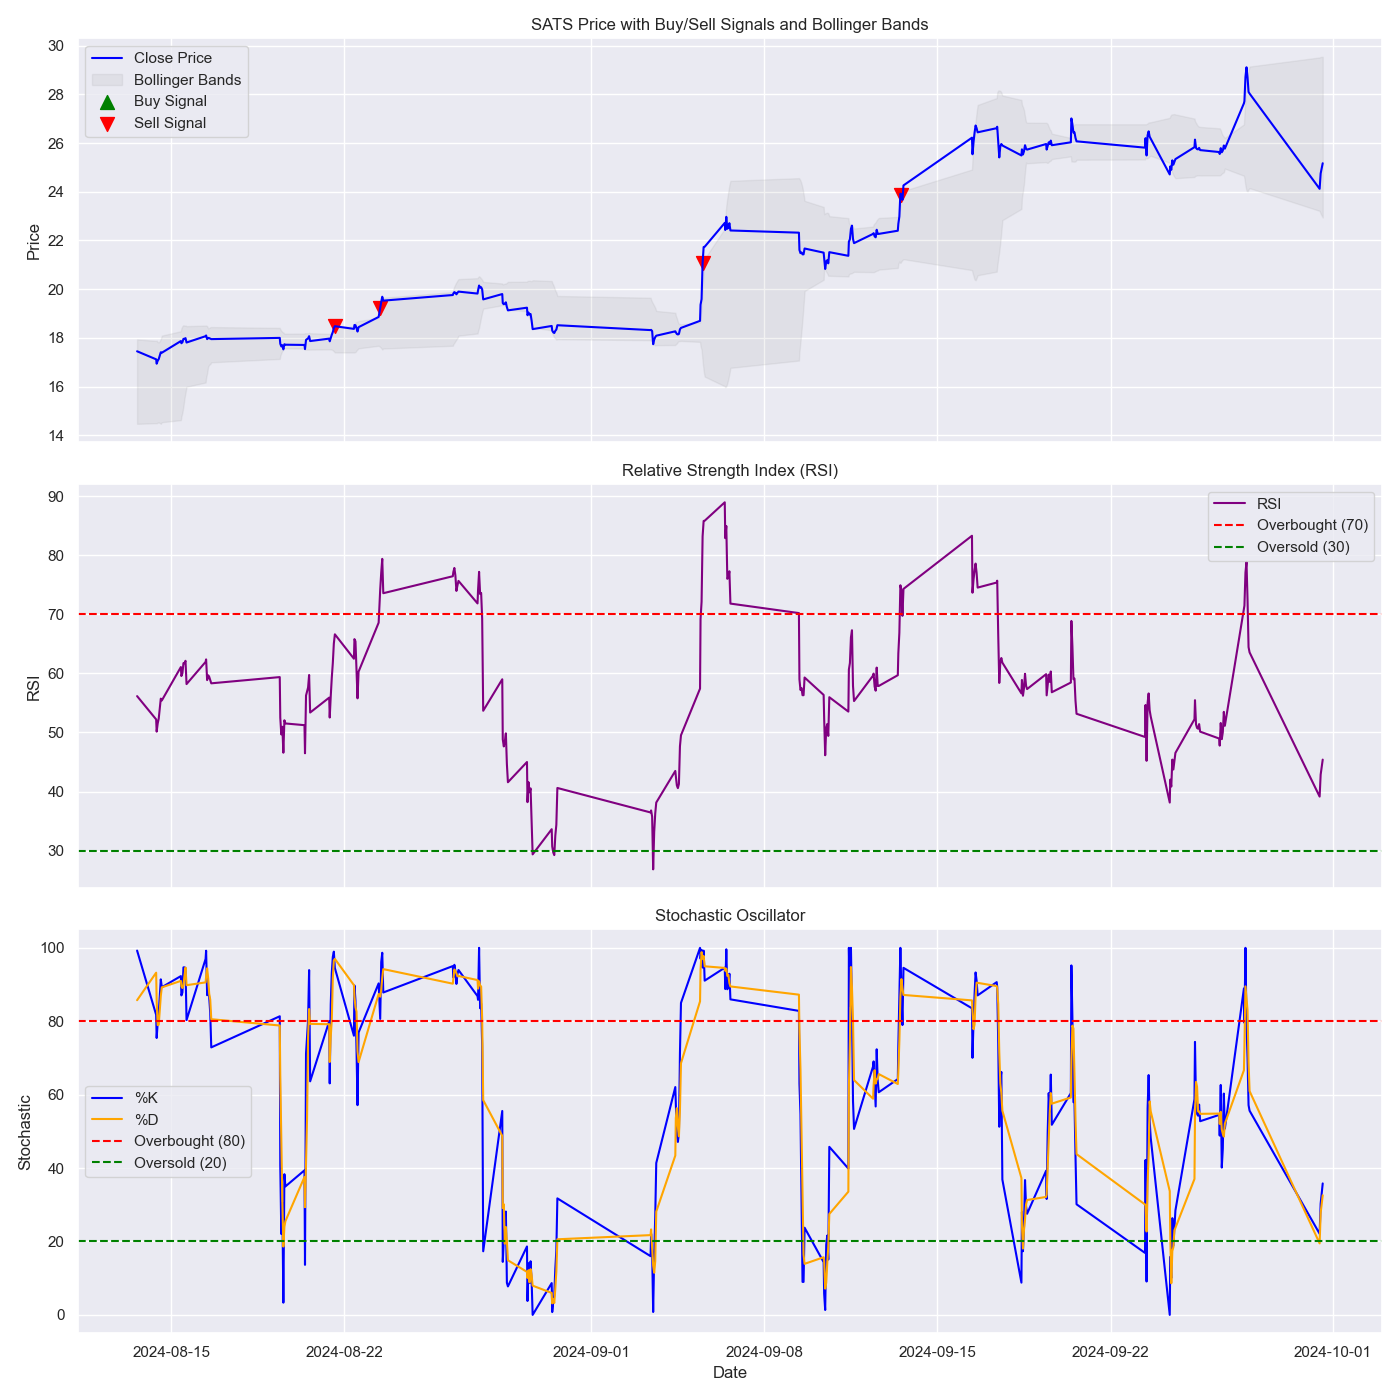 SATS Price with Buy/Sell Signals and Bollinger Bands
Close Price
Bollinger Bands
Buy Signal
Sell Signal
Price
30
28
26
24
22
20
18
16
14
Relative Strength Index (RSI)
RSI
Overbought (70)
Oversold (30)
RSI
90
80
70
60
50
40
30
Stochastic Oscillator
%K
%D
Overbought (80)
Oversold (20)
Stochastic
100
80
60
40
20
0
2024-08-15
2024-08-22
2024-09-01
2024-09-08
2024-09-15
2024-09-22
2024-10-01
Date